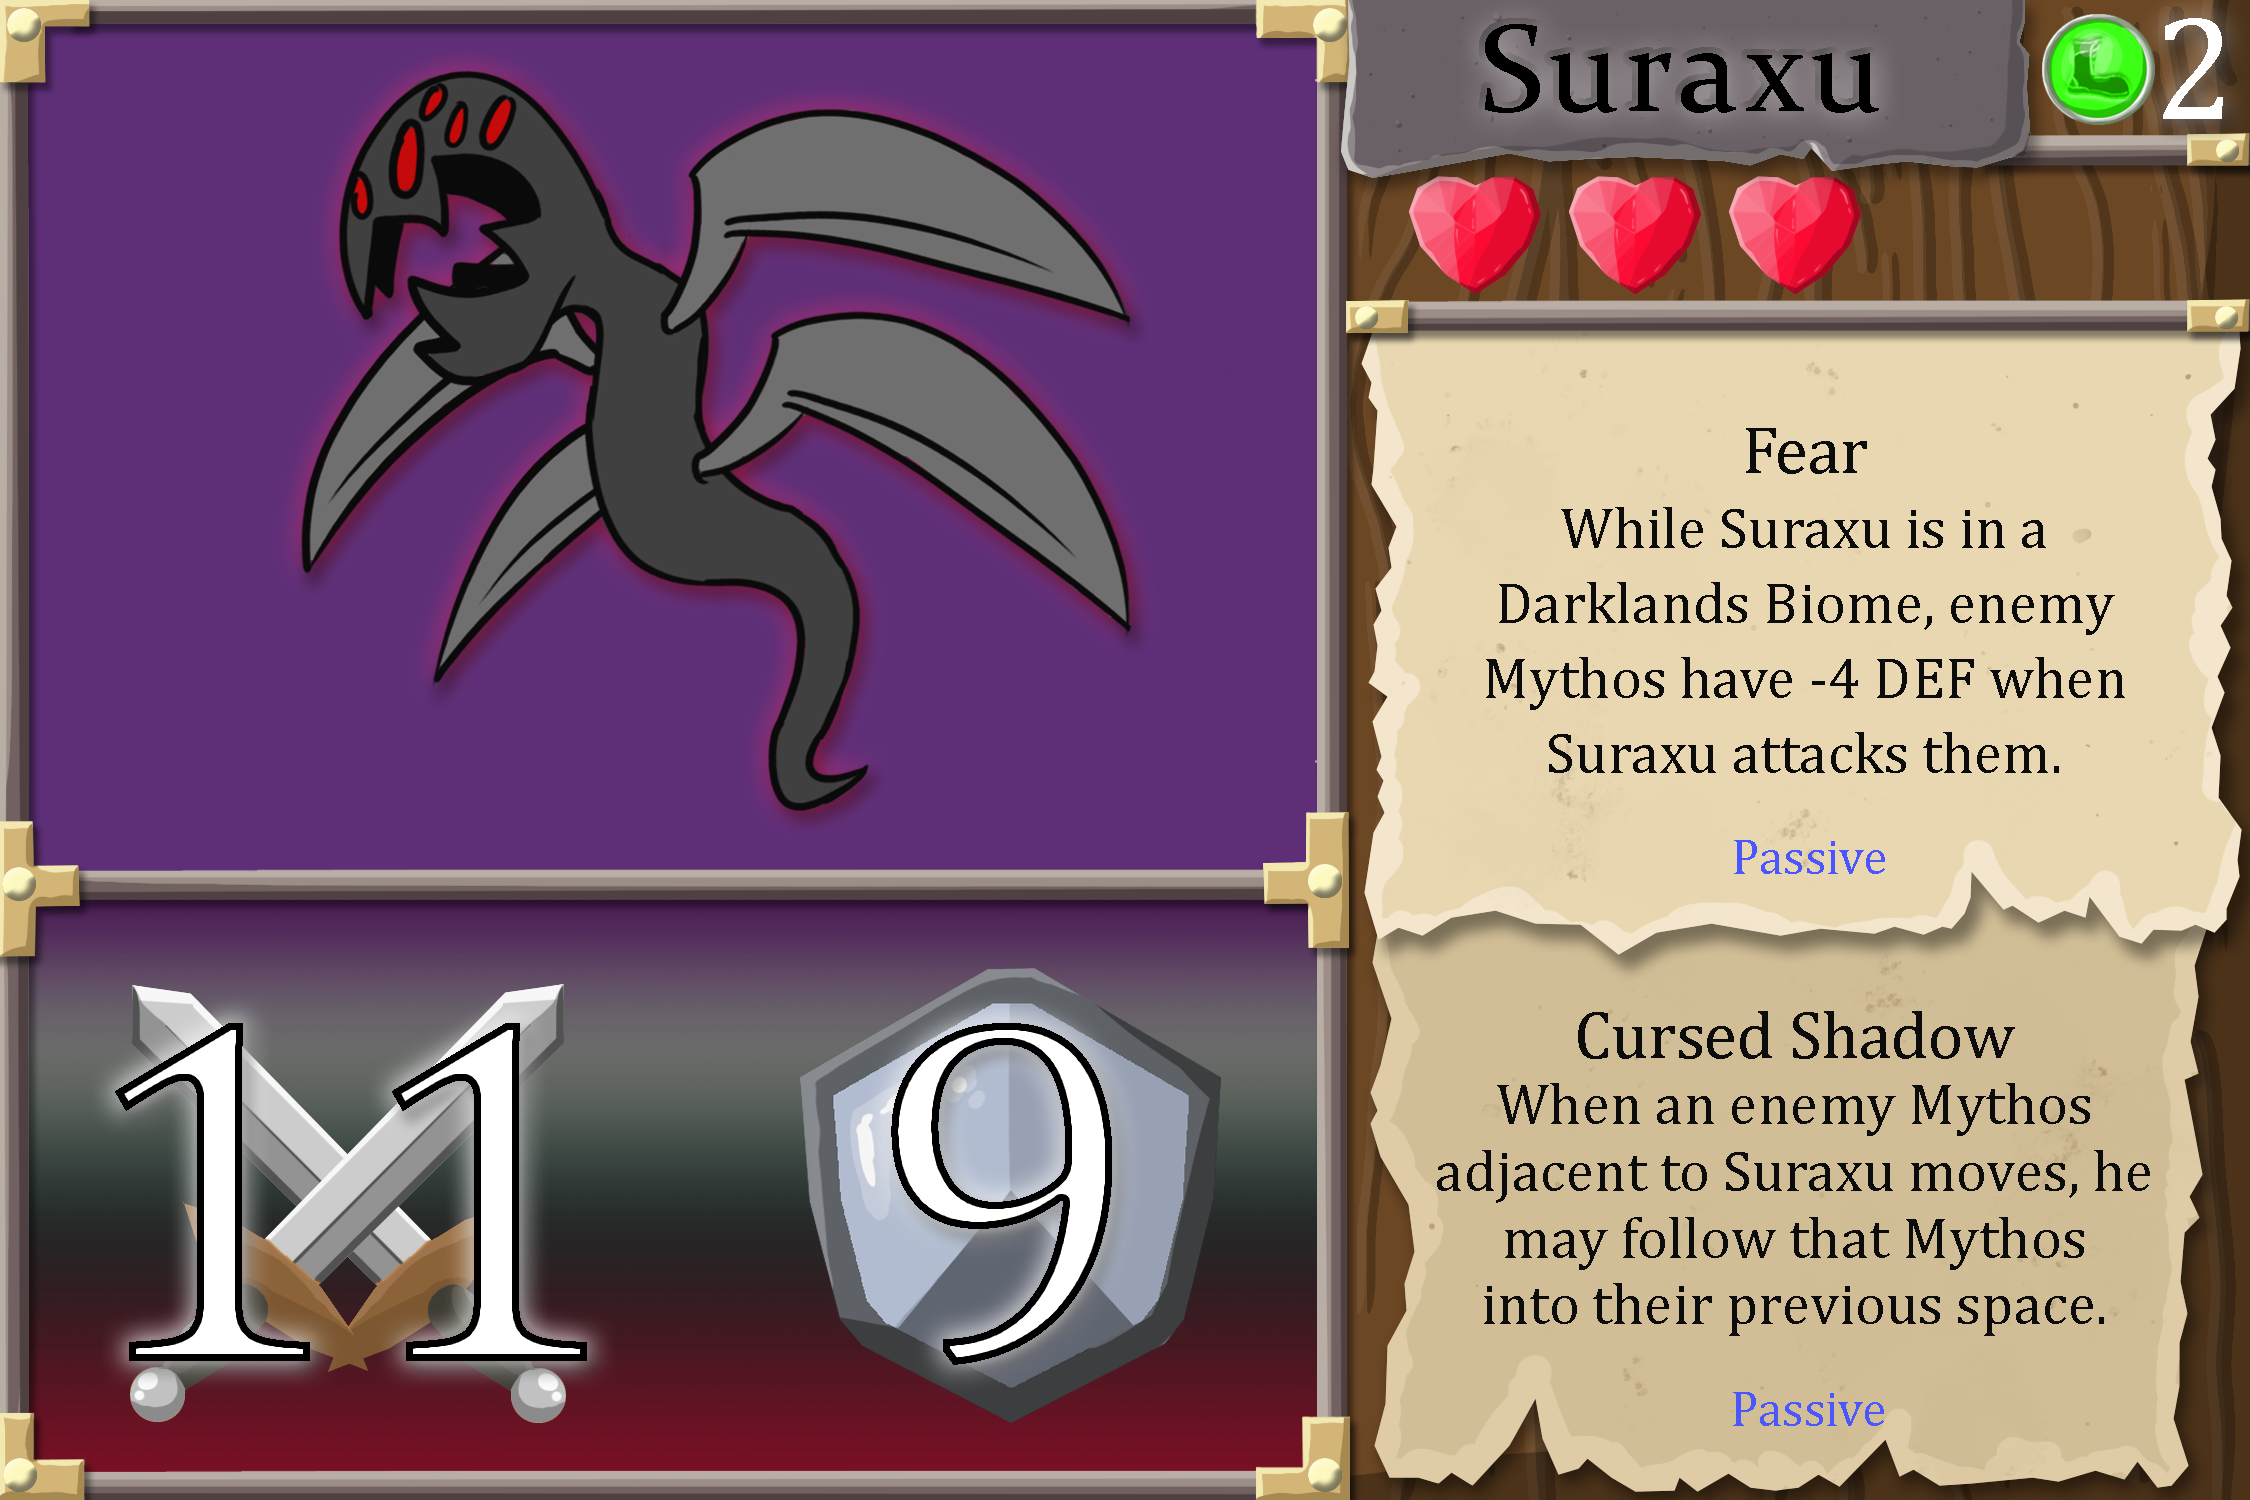 Suraxu
2
Fear
While Suraxu is in a
Darklands Biome, enemy
Mythos have -4 DEF when
Suraxu attacks them.
Passive
Cursed Shadow
When an enemy Mythos
adjacent to Suraxu moves, he
may follow that Mythos
into their previous space.
Passive
11
9